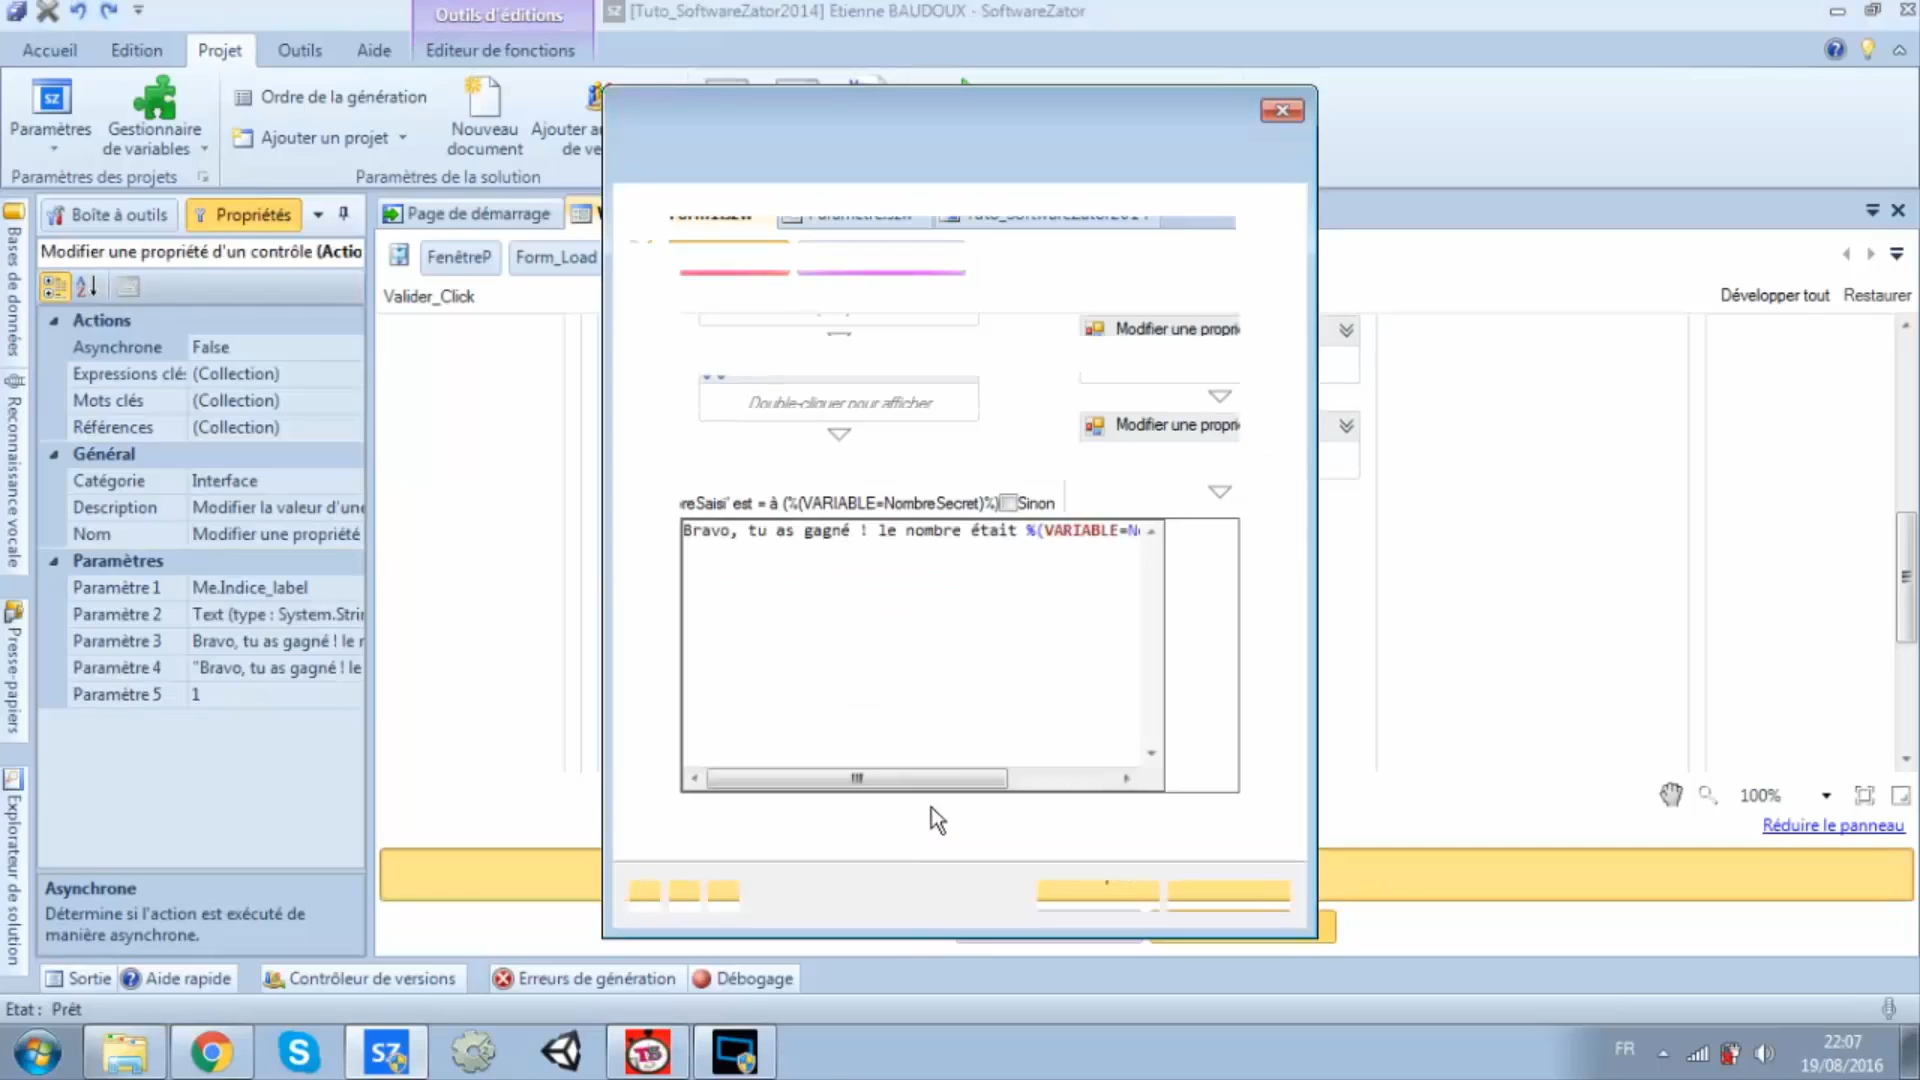 Outils d'éditions
[Tuto_SoftwareZator2014] Etienne BAUDOUX - SoftwareZator
Accueil Edition Projet Outils Aide Editeur de fonctions
Paramètres
Gestionnaire
de variables
Ordre de la génération
Ajouter un projet
Nouveau
document
Ajouter au
de ve
Paramètres des projets
Paramètres de la solution
Boîte à outils Propriétés
Page de démarrage
Modifier une propriété d'un contrôle (Actio
FenêtreP Form_Load
Valider_Click
Développer tout Restaurer
Bases de données
Reconnaissance vocale
Presse-papiers
Explorateur de solution
Actions
Asynchrone False
Expressions clé: (Collection)
Mots clés (Collection)
Références (Collection)
Général
Catégorie Interface
Description Modifier la valeur d'une
Nom Modifier une propriété
Paramètres
Paramètre 1 Me.Indice_label
Paramètre 2 Text (type : System.Strin
Paramètre 3 Bravo, tu as gagné ! le n
Paramètre 4 "Bravo, tu as gagné ! le
Paramètre 5 1
Asynchrone
Détermine si l'action est exécuté de
manière asynchrone.
Modifier une propri
Double-cliquer pour afficher
Modifier une propri
reSaisi' est = à (%(VARIABLE=NombreSecret)%) Sinon
Bravo, tu as gagné ! le nombre était %(VARIABLE=N
100%
Réduire le panneau
Sortie Aide rapide Contrôleur de versions Erreurs de génération Débogage
Etat : Prêt
FR
22:07
19/08/2016